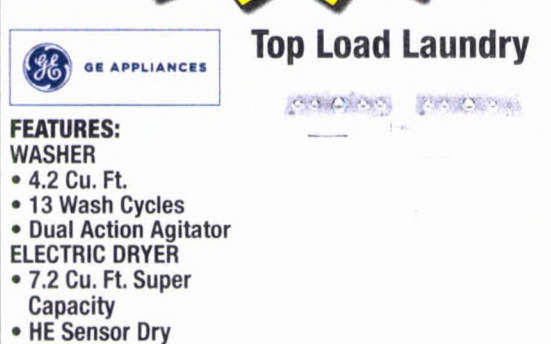 Top Load Laundry
GE GE APPLIANCES
FEATURES:
WASHER
• 4.2 Cu. Ft.
• 13 Wash Cycles
• Dual Action Agitator
ELECTRIC DRYER
• 7.2 Cu. Ft. Super
Capacity
• HE Sensor Dry